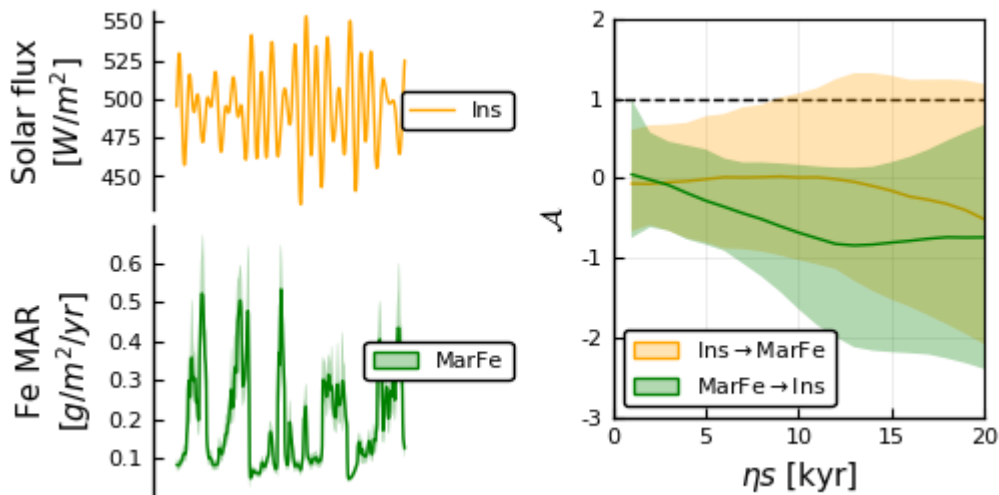 Solar flux
[W/m²]
550
525
500
475
450
Ins
Fe MAR
[g/m²/yr]
0.6
0.5
0.4
0.3
0.2
0.1
MarFe
𝒜
2
1
0
-1
-2
-3
Ins → MarFe
MarFe → Ins
0
5
10
15
20
ηs [kyr]